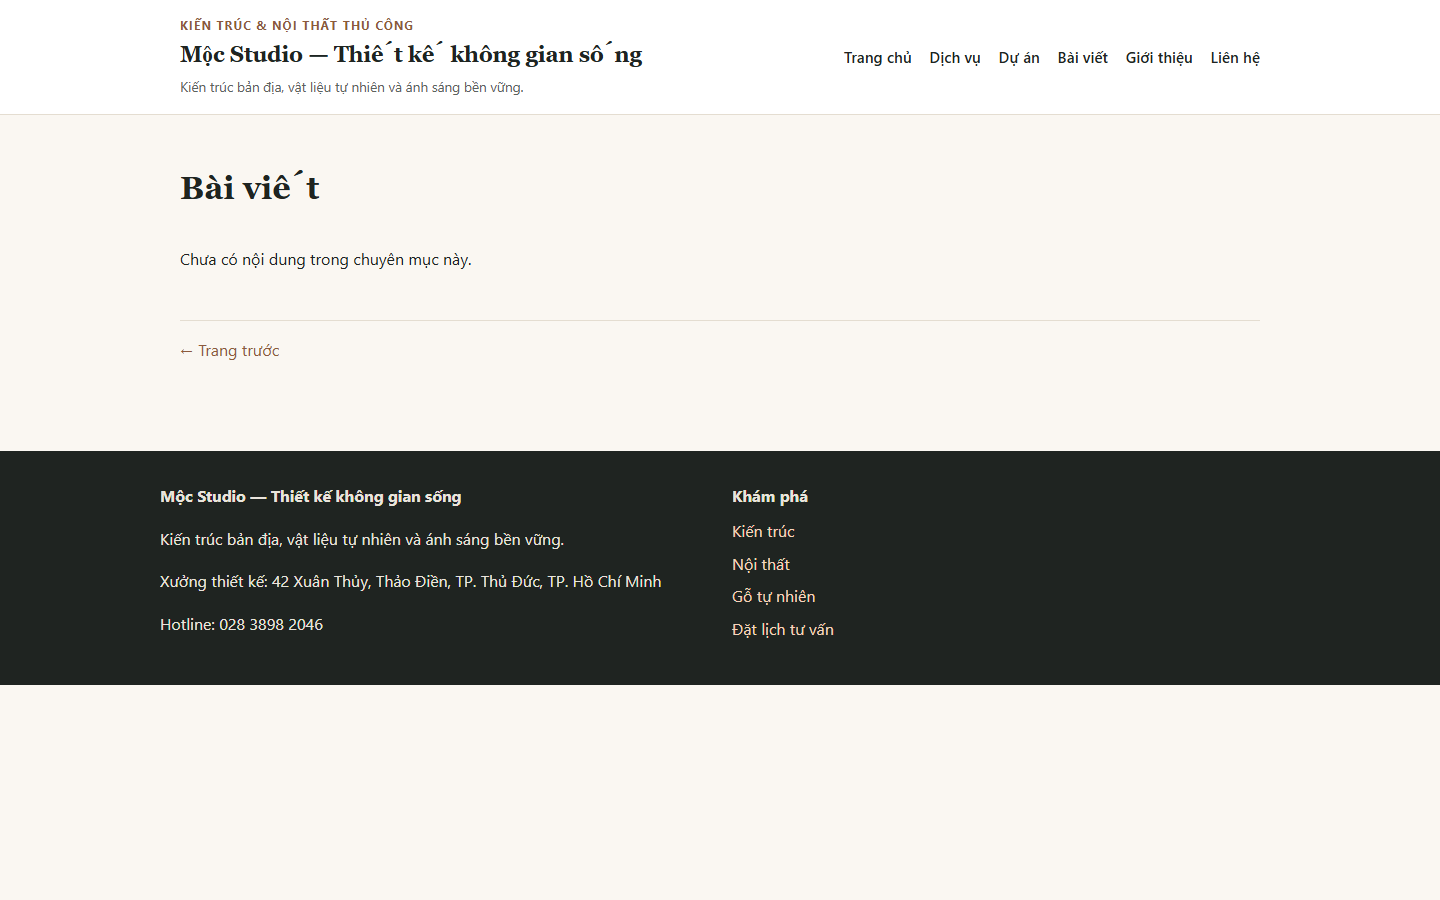 KIẾN TRÚC & NỘI THẤT THỦ CÔNG
Mộc Studio — Thiết kế không gian sống
Kiến trúc bản địa, vật liệu tự nhiên và ánh sáng bền vững.
Trang chủ Dịch vụ Dự án Bài viết Giới thiệu Liên hệ
Bài viết
Chưa có nội dung trong chuyên mục này.
← Trang trước
Mộc Studio — Thiết kế không gian sống
Kiến trúc bản địa, vật liệu tự nhiên và ánh sáng bền vững.
Xưởng thiết kế: 42 Xuân Thủy, Thảo Điền, TP. Thủ Đức, TP. Hồ Chí Minh
Hotline: 028 3898 2046
Khám phá
Kiến trúc
Nội thất
Gỗ tự nhiên
Đặt lịch tư vấn